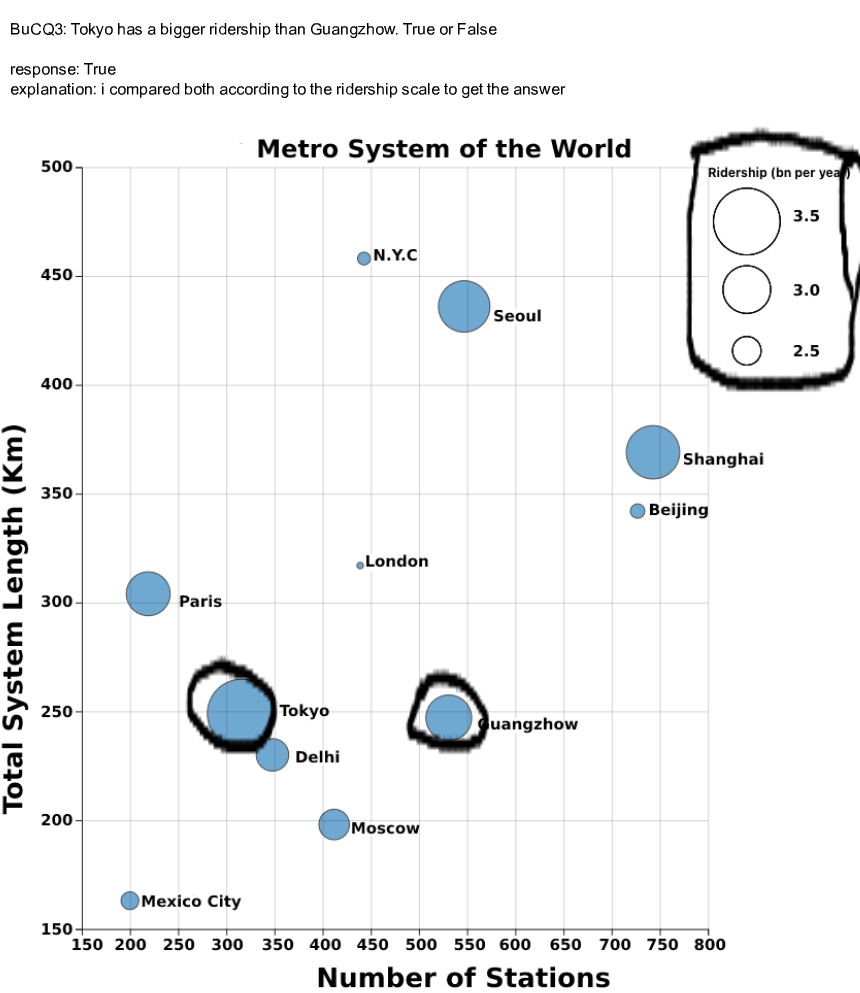 BuCQ3: Tokyo has a bigger ridership than Guangzhow. True or False
response: True
explanation: i compared both according to the ridership scale to get the answer
Metro System of the World
Ridership (bn per year)
3.5
3.0
2.5
Total System Length (Km)
500
450
400
350
300
250
200
150
N.Y.C
Seoul
Shanghai
Beijing
London
Paris
Tokyo
Guangzhow
Delhi
Moscow
Mexico City
150 200 250 300 350 400 450 500 550 600 650 700 750 800
Number of Stations